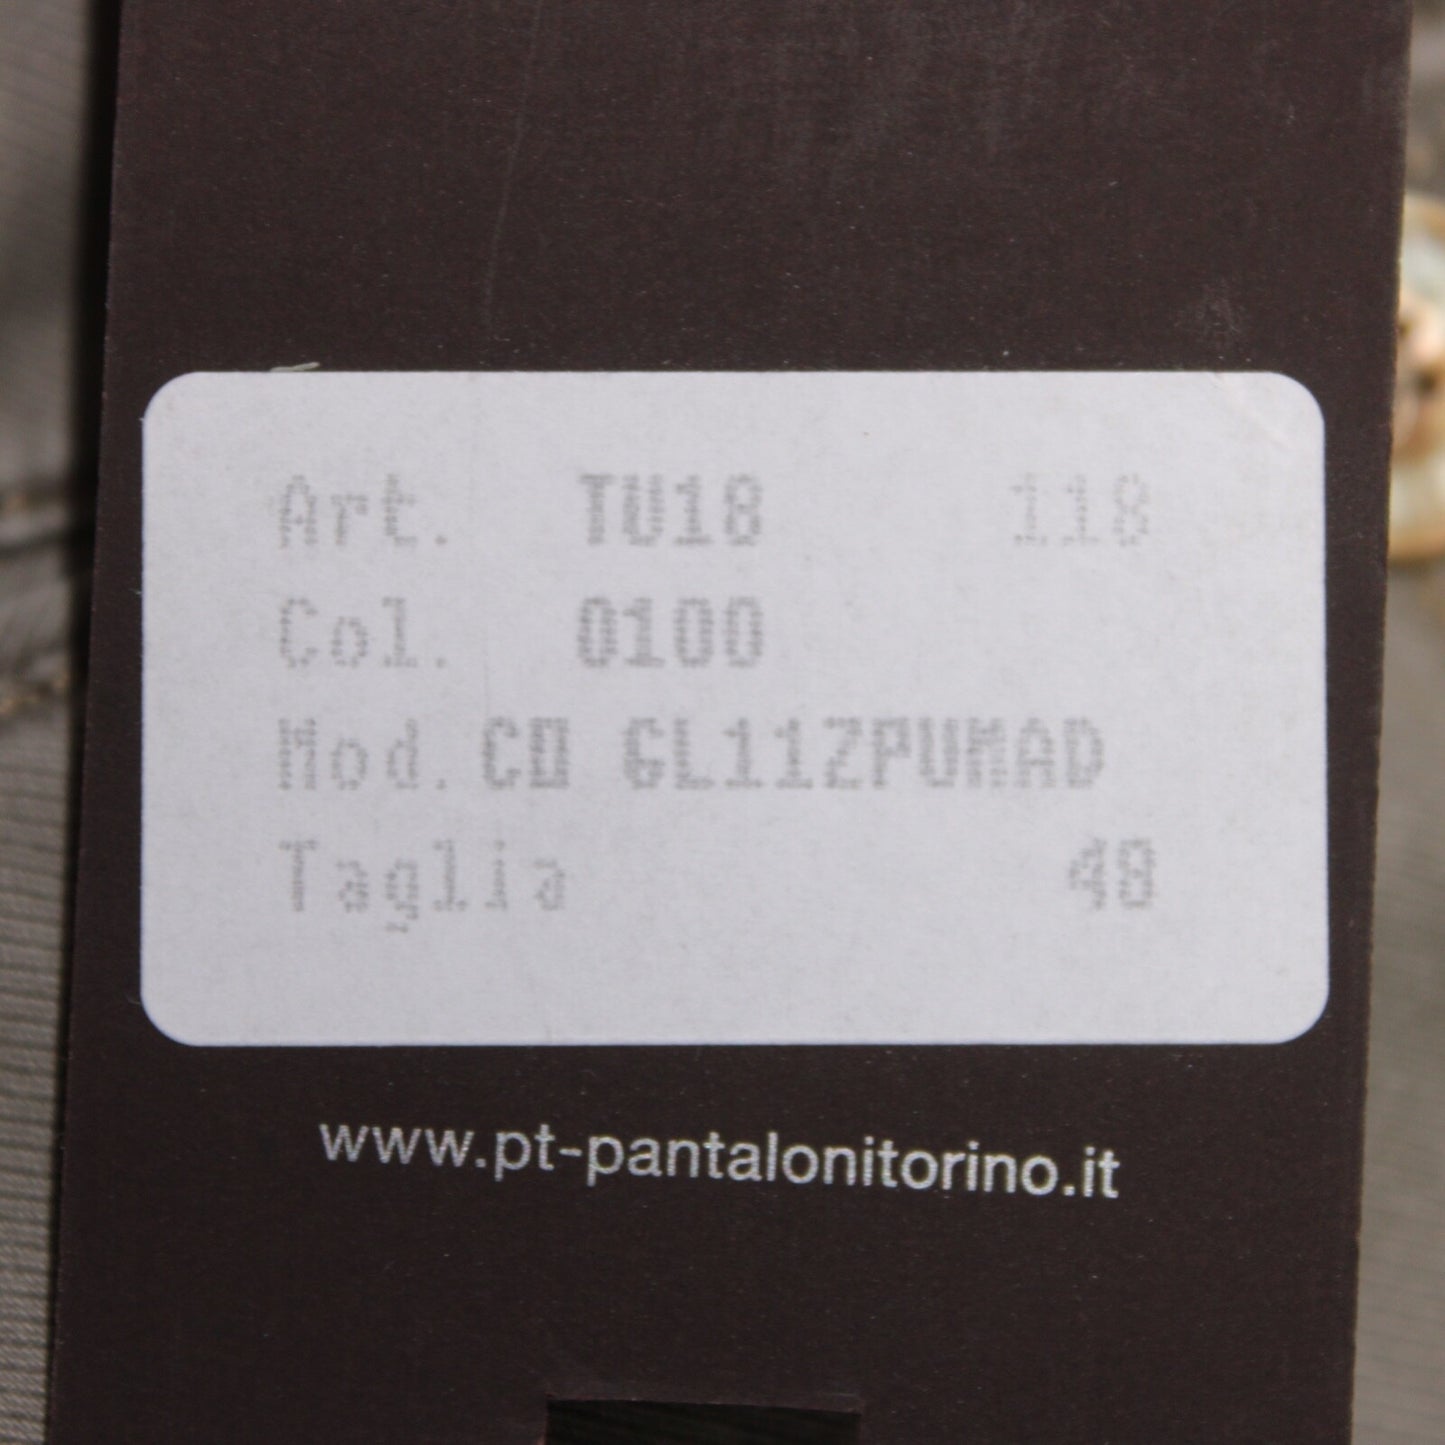 Art. TU18 118
Col. 0100
Mod. CO GL11ZPUMAD
Taglia 48
www.pt-pantalonitorino.it